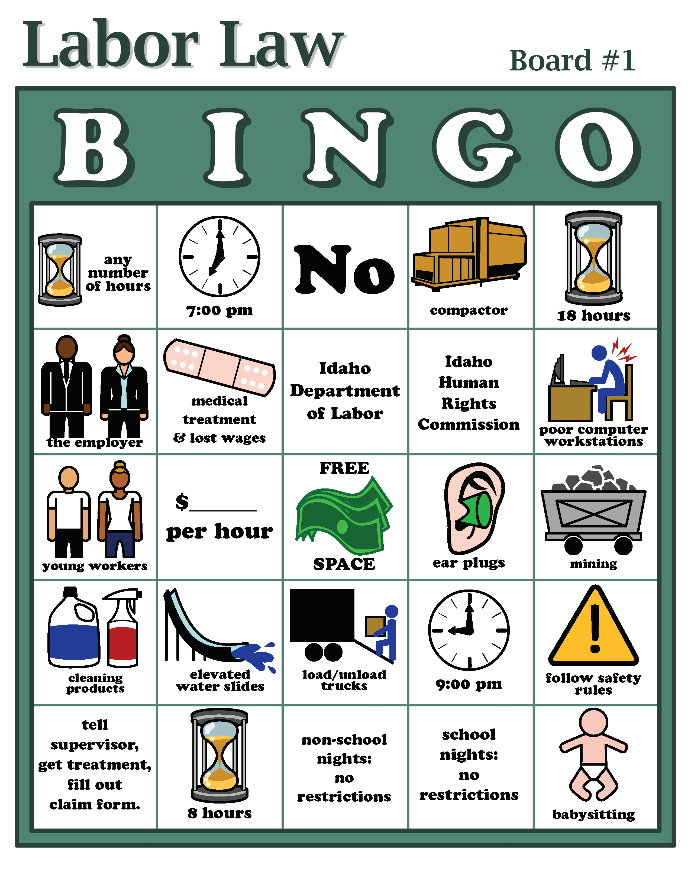 Labor Law
Board #1
B I N G O
any
number
of hours
7:00 pm
No
compactor
18 hours
the employer
medical
treatment
& lost wages
Idaho
Department
of Labor
Idaho
Human
Rights
Commission
poor computer
workstations
young workers
$______
per hour
FREE
SPACE
ear plugs
mining
cleaning
products
elevated
water slides
load/unload
trucks
9:00 pm
follow safety
rules
tell
supervisor,
get treatment,
fill out
claim form.
8 hours
non-school
nights:
no
restrictions
school
nights:
no
restrictions
babysitting